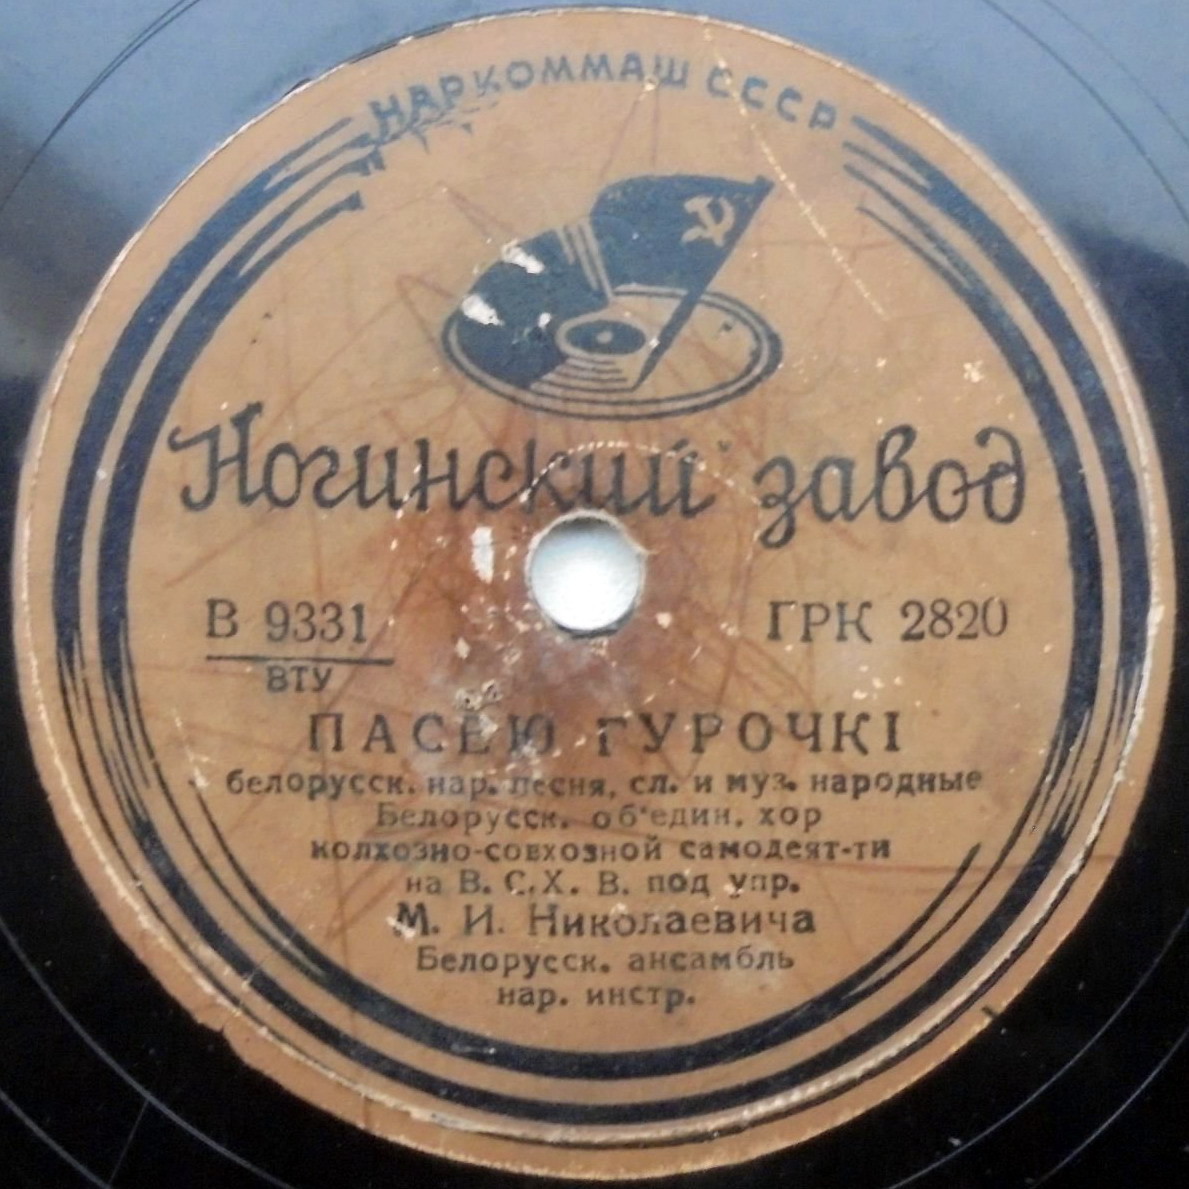 НАРКОММАШ СССР
Ногинский завод
В 9331 ГРК 2820
ВТУ
ПАСЕЮ ГУРОЧКІ
белорусск. нар. песня, сл. и муз. народные
Белорусск. об'един. хор
колхозно-совхозной самодеят-ти
на В. С. Х. В. под упр.
М. И. Николаевича
Белорусск. ансамбль
нар. инстр.